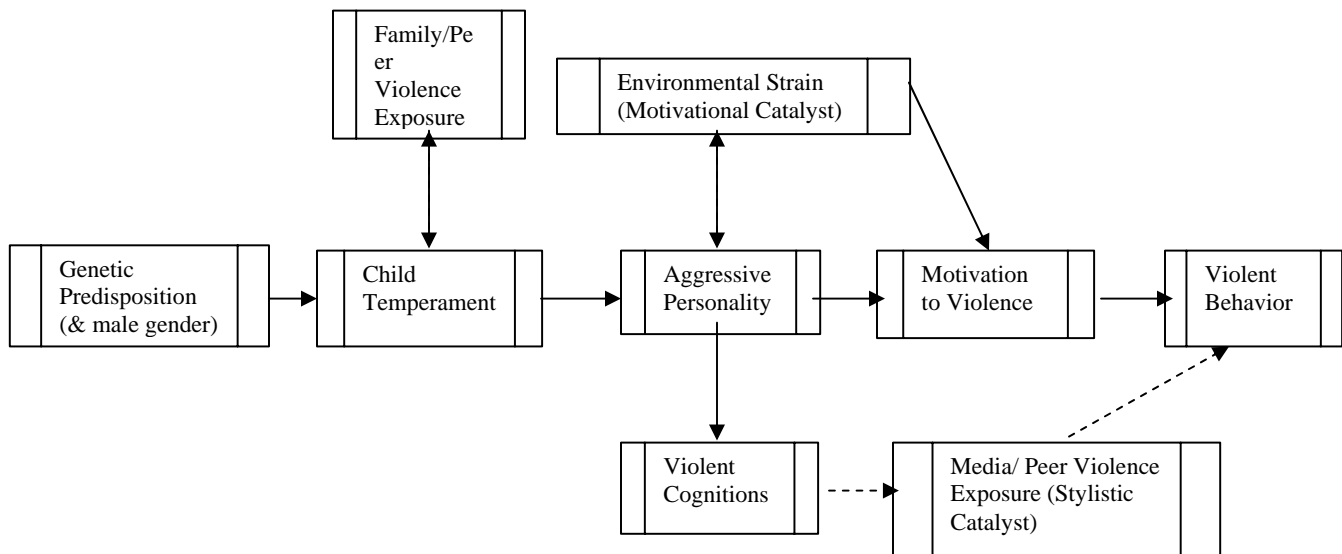 Family/Pe
er
Violence
Exposure
Environmental Strain
(Motivational Catalyst)
Genetic
Predisposition
(& male gender)
Child
Temperament
Aggressive
Personality
Motivation
to Violence
Violent
Behavior
Violent
Cognitions
Media/ Peer Violence
Exposure (Stylistic
Catalyst)